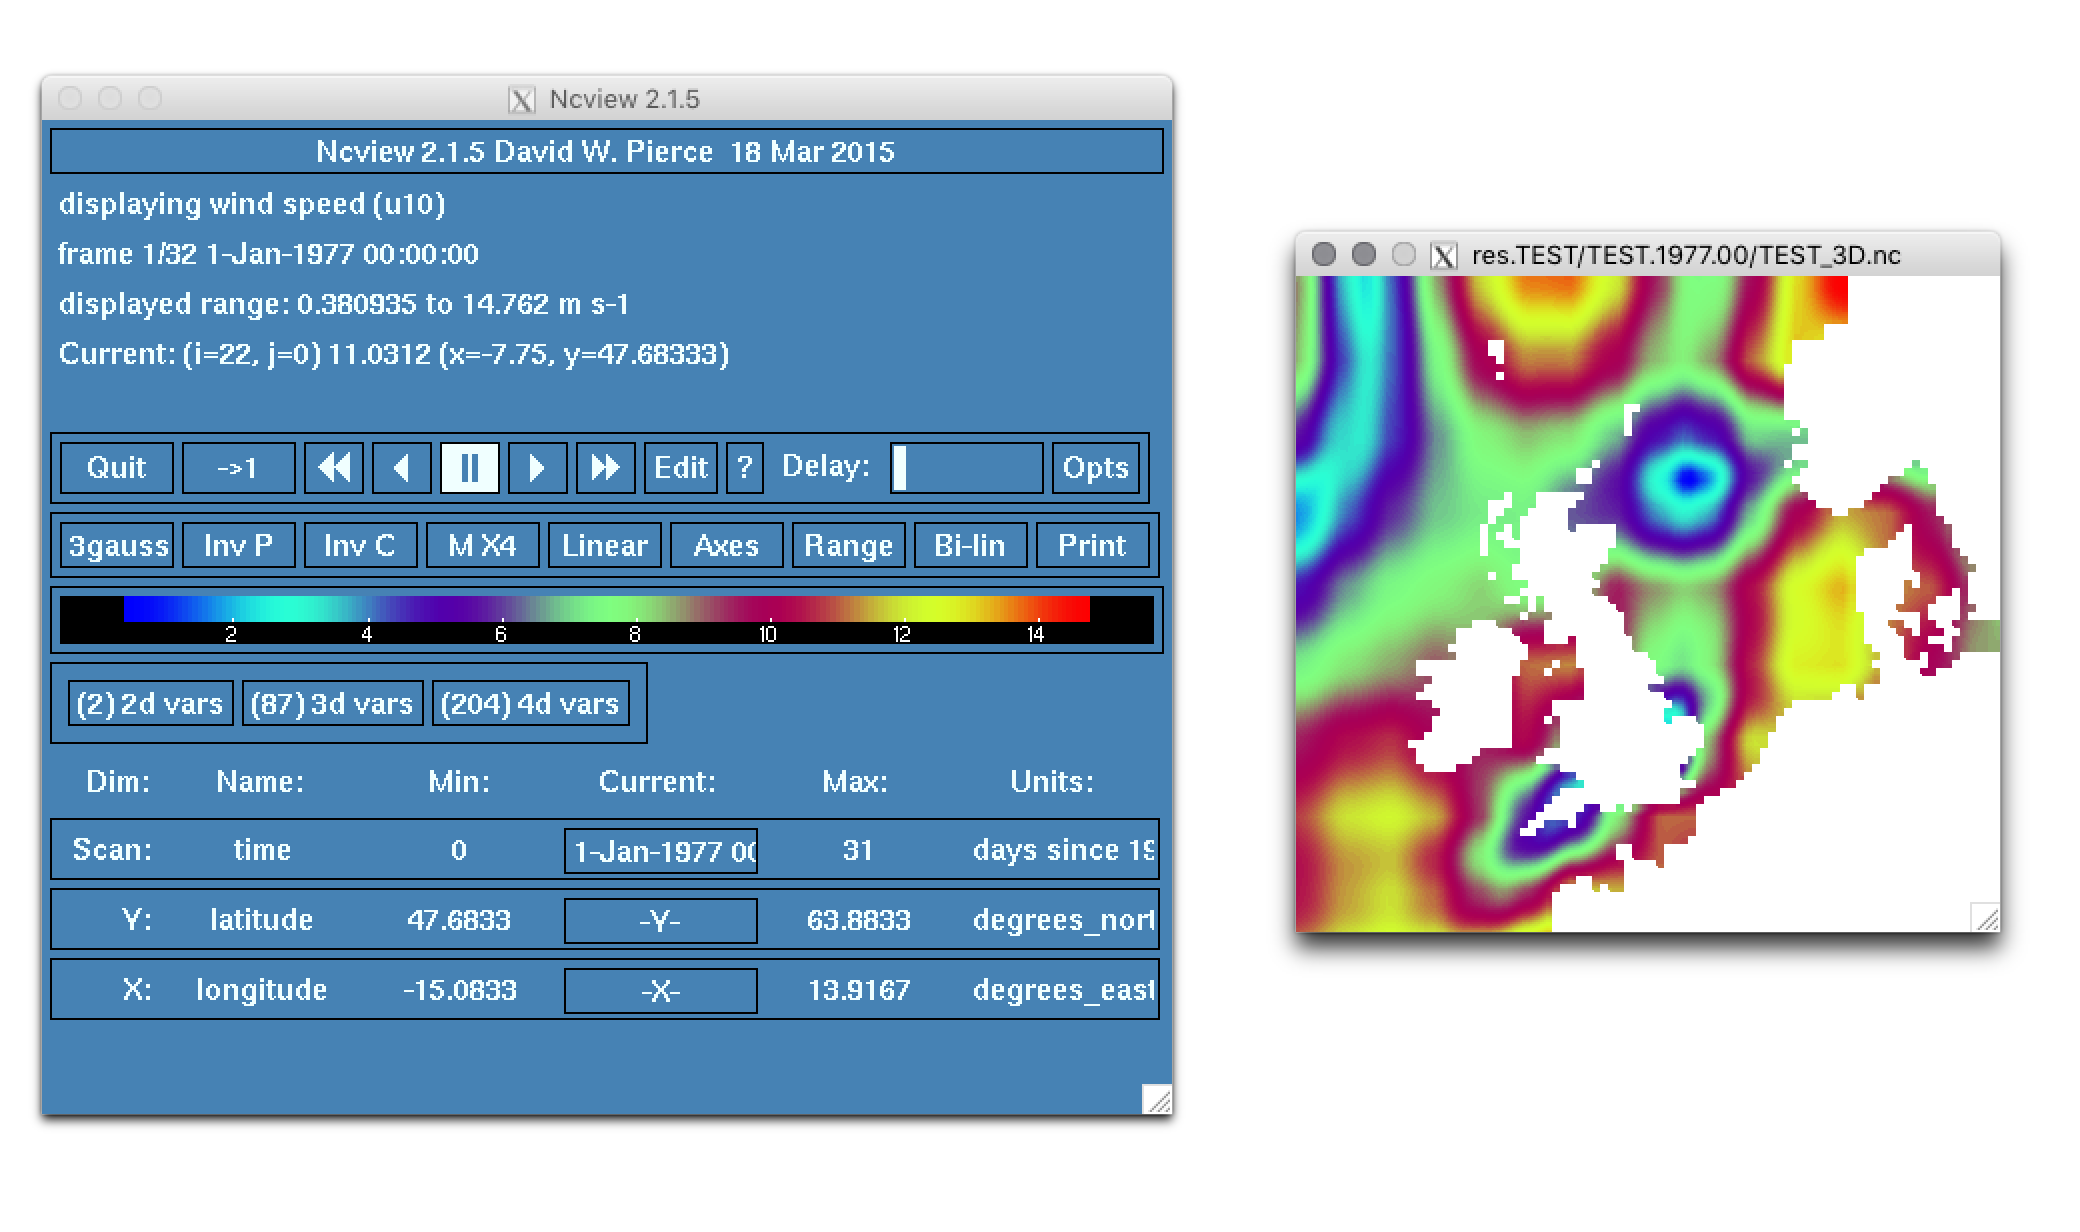 Ncview 2.1.5
Ncview 2.1.5 David W. Pierce 18 Mar 2015
displaying wind speed (u10)
frame 1/32 1-Jan-1977 00:00:00
displayed range: 0.380935 to 14.762 m s-1
Current: (i=22, j=0) 11.0312 (x=-7.75, y=47.68333)
Quit ->1 Edit ? Delay: Opts
3gauss Inv P Inv C M X4 Linear Axes Range Bi-lin Print
2 4 6 8 10 12 14
(2) 2d vars (87) 3d vars (204) 4d vars
Dim: Name: Min: Current: Max: Units:
Scan: time 0 1-Jan-1977 00 31 days since 19
Y: latitude 47.6833 -Y- 63.8833 degrees_nort
X: longitude -15.0833 -X- 13.9167 degrees_east
res.TEST/TEST.1977.00/TEST_3D.nc